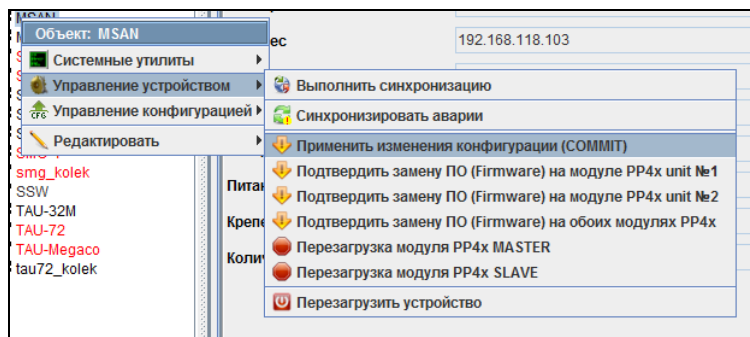 MSAN
Объект: MSAN
ес
192.168.118.103
Системные утилиты
Управление устройством
Выполнить синхронизацию
CFG Управление конфигурацией
Синхронизировать аварии
Редактировать
Применить изменения конфигурации (COMMIT)
smg_kolek
Подтвердить замену ПО (Firmware) на модуле PP4x unit №1
SSW
Питан
Подтвердить замену ПО (Firmware) на модуле PP4x unit №2
TAU-32M
Крепе
Подтвердить замену ПО (Firmware) на обоих модулях PP4x
TAU-72
TAU-Megaco
Колич
Перезагрузка модуля PP4x MASTER
tau72_kolek
Перезагрузка модуля PP4x SLAVE
Перезагрузить устройство